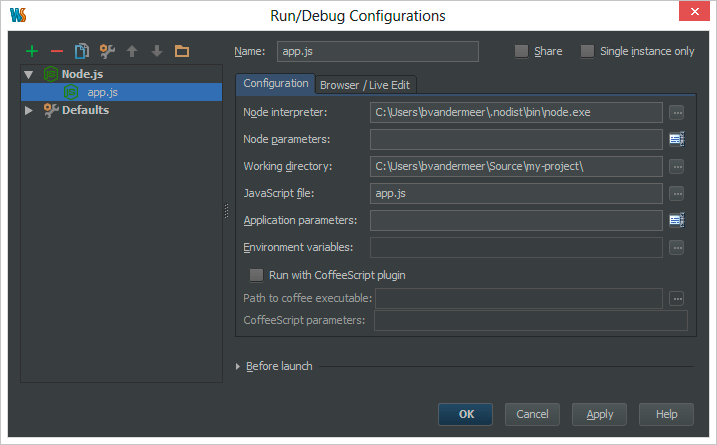 WS
Run/Debug Configurations
Name: app.js Share Single instance only
Node.js
app.js
Defaults
Configuration Browser / Live Edit
Node interpreter: C:\Users\bvandermeer\.nodist\bin\node.exe ...
Node parameters:
Working directory: C:\Users\bvandermeer\Source\my-project\ ...
JavaScript file: app.js ...
Application parameters:
Environment variables: ...
Run with CoffeeScript plugin
Path to coffee executable: ...
CoffeeScript parameters:
Before launch
OK Cancel Apply Help